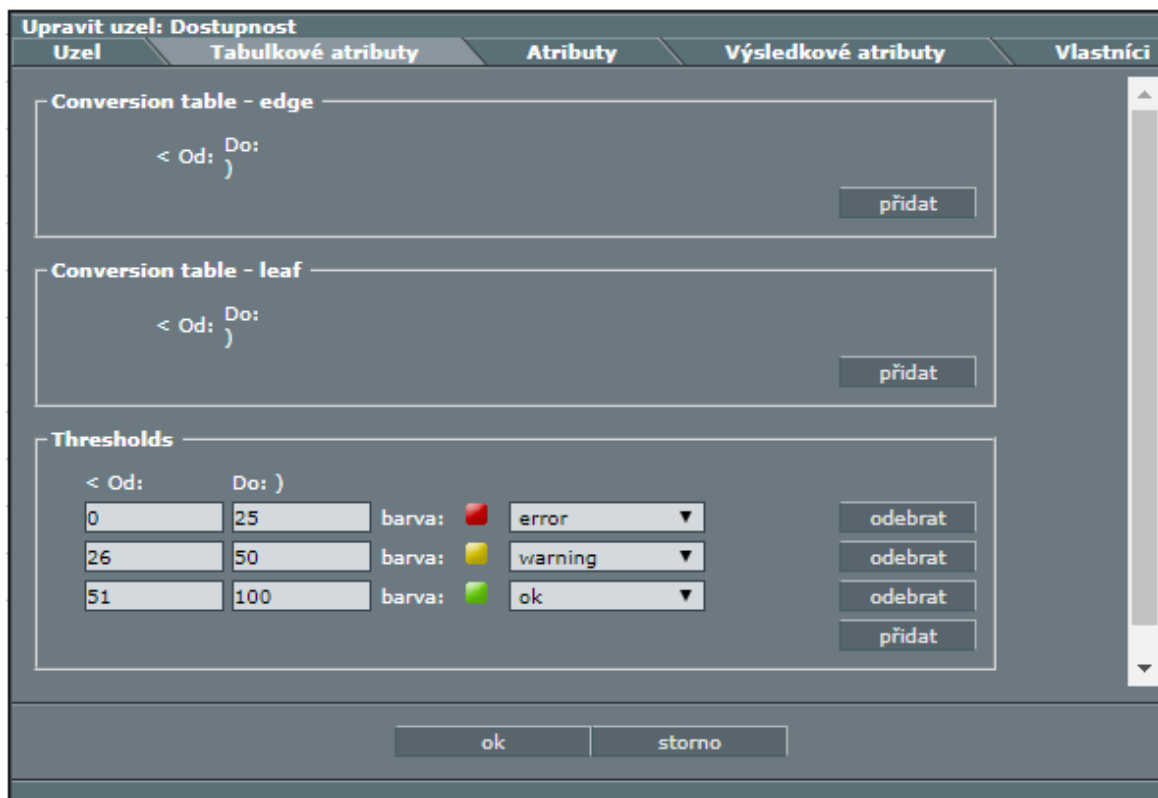 Upravit uzel: Dostupnost
Uzel Tabulkové atributy Atributy Výsledkové atributy Vlastníci
Conversion table - edge
< Od: Do:
)
přidat
Conversion table - leaf
< Od: Do:
)
přidat
Thresholds
< Od: Do: )
0 25 barva: error odebrat
26 50 barva: warning odebrat
51 100 barva: ok odebrat
přidat
ok storno